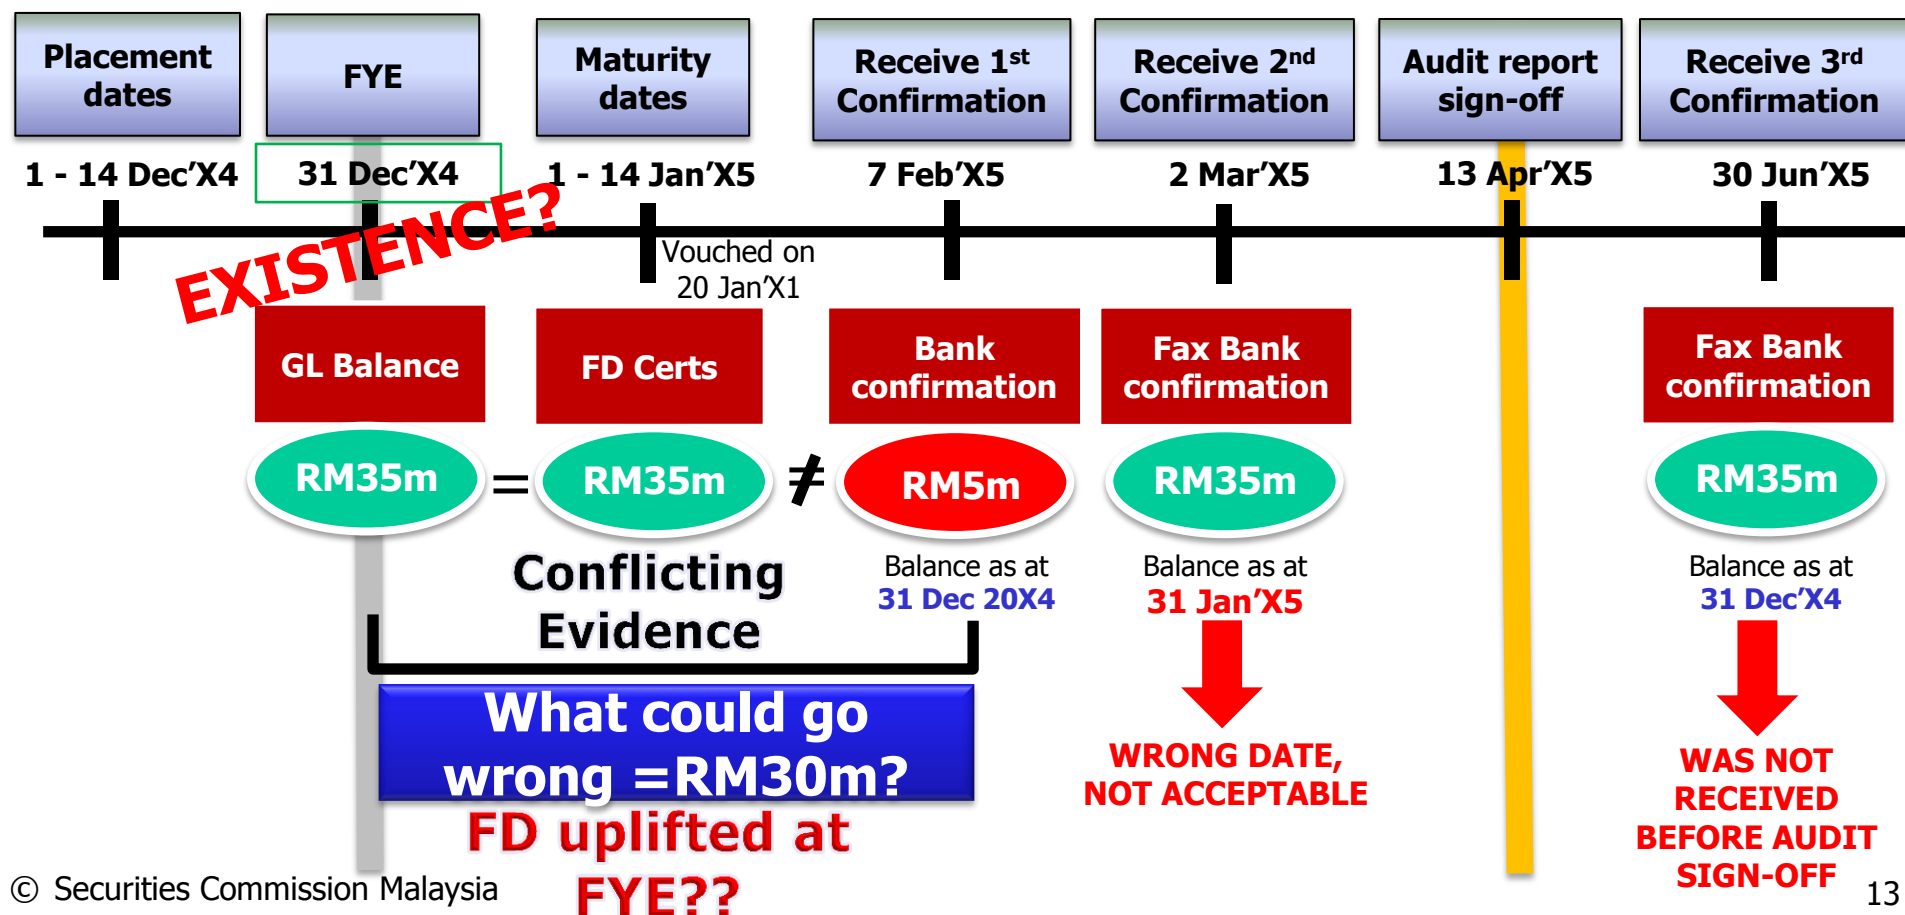 Placement
dates
FYE
Maturity
dates
Receive 1st
Confirmation
Receive 2nd
Confirmation
Audit report
sign-off
Receive 3rd
Confirmation
1 - 14 Dec’X4
31 Dec’X4
1 - 14 Jan’X5
7 Feb’X5
2 Mar’X5
13 Apr’X5
30 Jun’X5
EXISTENCE?
Vouched on
20 Jan’X1
GL Balance
FD Certs
Bank
confirmation
Fax Bank
confirmation
Fax Bank
confirmation
RM35m
=
RM35m
≠
RM5m
RM35m
RM35m
Conflicting
Evidence
Balance as at
31 Dec 20X4
Balance as at
31 Jan’X5
Balance as at
31 Dec’X4
What could go
wrong =RM30m?
FD uplifted at
FYE??
WRONG DATE,
NOT ACCEPTABLE
WAS NOT
RECEIVED
BEFORE AUDIT
SIGN-OFF
© Securities Commission Malaysia
13